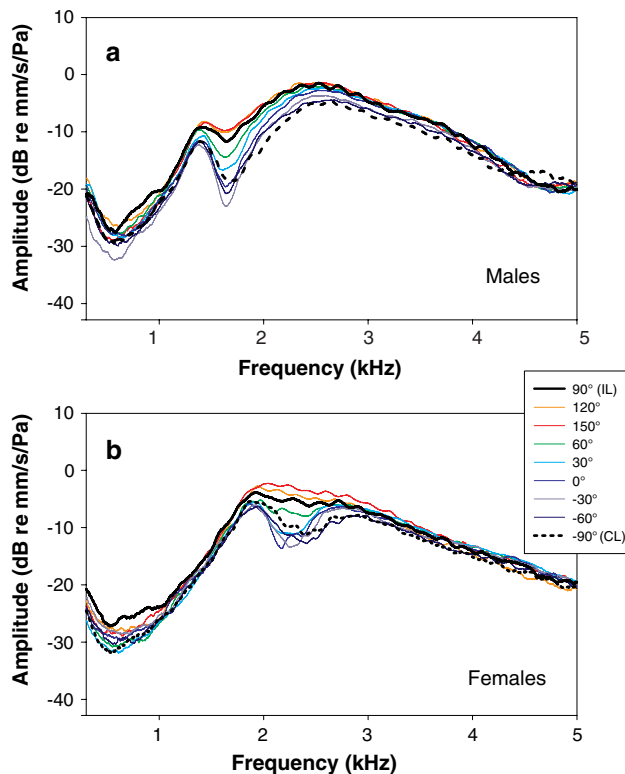 10
a
0
-10
-20
-30
-40
Amplitude (dB re mm/s/Pa)
Males
1
2
3
4
5
Frequency (kHz)
90° (IL)
120°
150°
60°
30°
0°
-30°
-60°
-90° (CL)
10
b
0
-10
-20
-30
-40
Amplitude (dB re mm/s/Pa)
Females
1
2
3
4
5
Frequency (kHz)